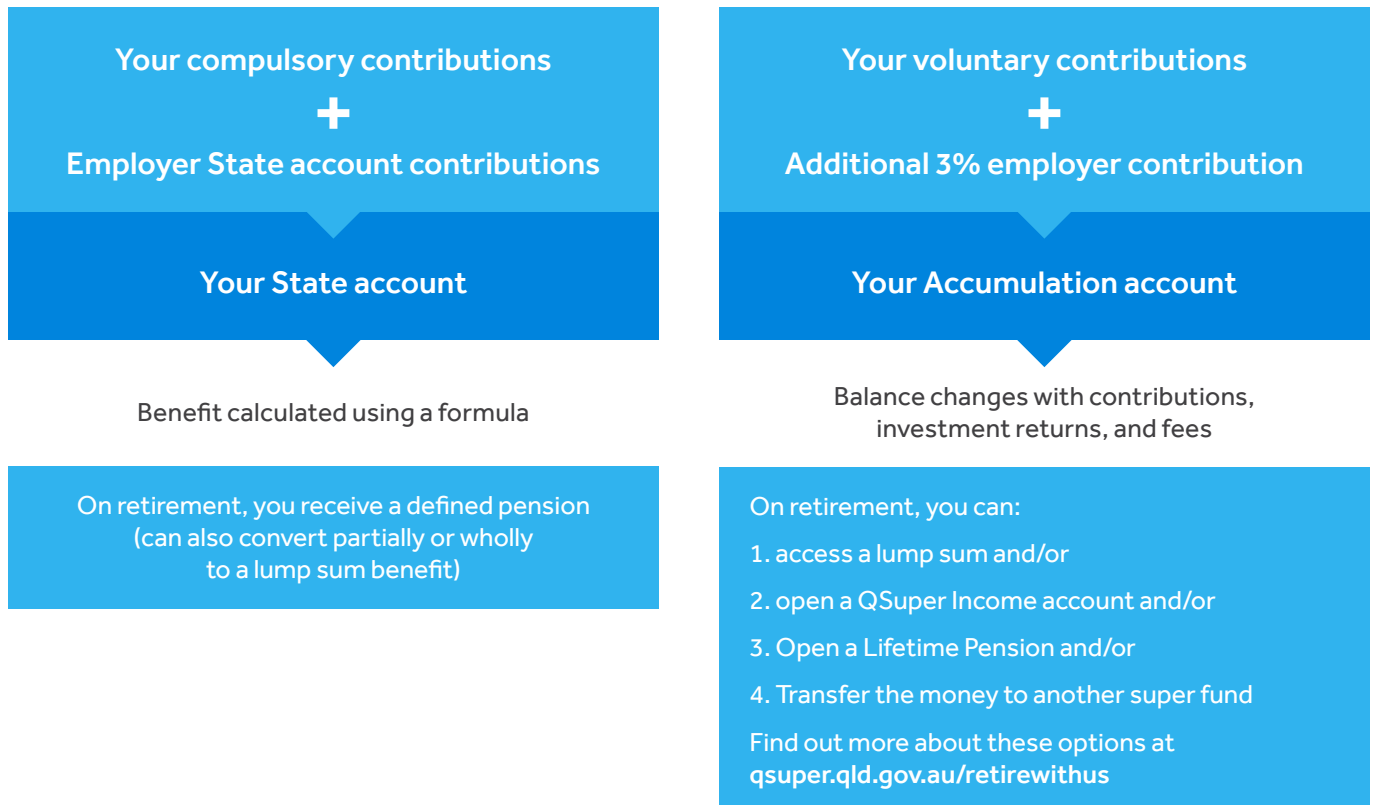 Your compulsory contributions
+
Employer State account contributions
Your State account
Benefit calculated using a formula
On retirement, you receive a defined pension
(can also convert partially or wholly
to a lump sum benefit)
Your voluntary contributions
+
Additional 3% employer contribution
Your Accumulation account
Balance changes with contributions,
investment returns, and fees
On retirement, you can:
1. access a lump sum and/or
2. open a QSuper Income account and/or
3. Open a Lifetime Pension and/or
4. Transfer the money to another super fund
Find out more about these options at
qsuper.qld.gov.au/retirewithus